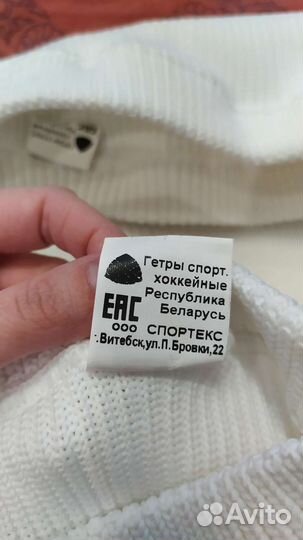 Гетры спорт.
хоккейные
Республика
Беларусь
ЕАС
ООО СПОРТЕКС
г.Витебск,ул.П.Бровки,22
Avito